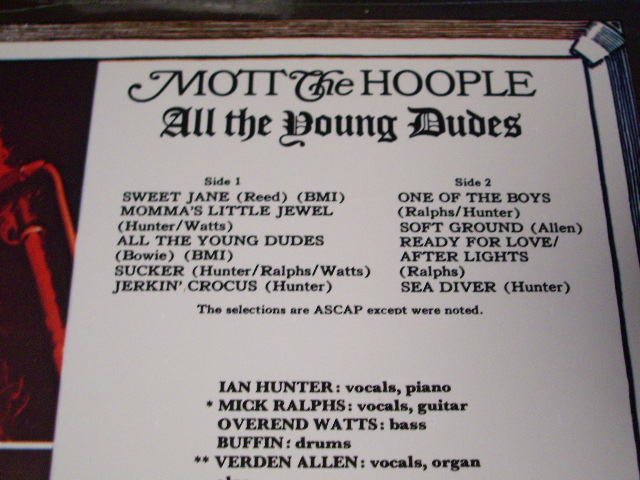 MOTT The HOOPLE
All the Young Dudes
Side 1
SWEET JANE (Reed) (BMI)
MOMMA'S LITTLE JEWEL
(Hunter/Watts)
ALL THE YOUNG DUDES
(Bowie) (BMI)
SUCKER (Hunter/Ralphs/Watts)
JERKIN' CROCUS (Hunter)
Side 2
ONE OF THE BOYS
(Ralphs/Hunter)
SOFT GROUND (Allen)
READY FOR LOVE/
AFTER LIGHTS
(Ralphs)
SEA DIVER (Hunter)
The selections are ASCAP except were noted.
IAN HUNTER: vocals, piano
* MICK RALPHS: vocals, guitar
OVEREND WATTS: bass
BUFFIN: drums
** VERDEN ALLEN: vocals, organ